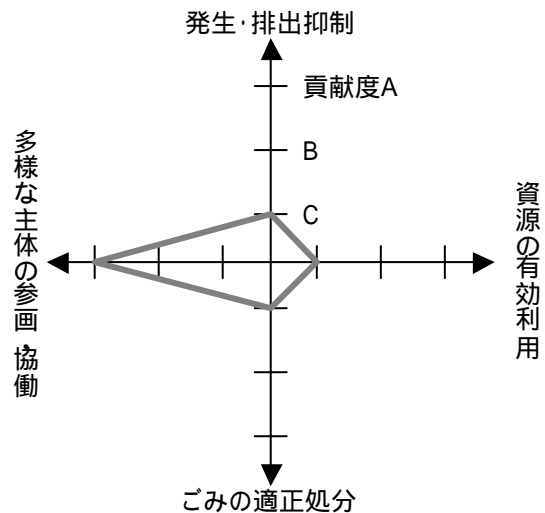 発生・排出抑制
貢献度A
B
C
多様な主体の参画・協働
資源の有効利用
ごみの適正処分